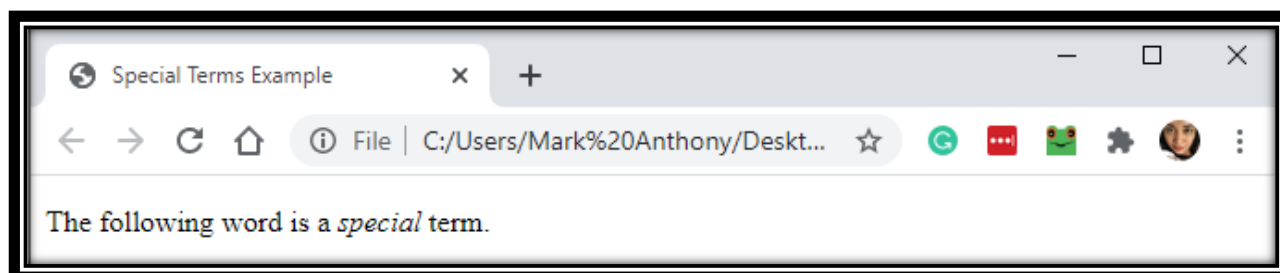 Special Terms Example
File C:/Users/Mark%20Anthony/Deskt...
The following word is a special term.